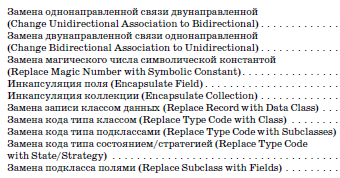 Замена однонаправленной связи двунаправленной
(Change Unidirectional Association to Bidirectional) . . . . . . . . . . . .
Замена двунаправленной связи однонаправленной
(Change Bidirectional Association to Unidirectional) . . . . . . . . . . . .
Замена магического числа символической константой
(Replace Magic Number with Symbolic Constant) . . . . . . . . . . . . . . .
Инкапсуляция поля (Encapsulate Field) . . . . . . . . . . . . . . . . . . . . .
Инкапсуляция коллекции (Encapsulate Collection) . . . . . . . . . . . . . .
Замена записи классом данных (Replace Record with Data Class) . . . .
Замена кода типа классом (Replace Type Code with Class) . . . . . . . . .
Замена кода типа подклассами (Replace Type Code with Subclasses)
Замена кода типа состоянием/стратегией (Replace Type Code
with State/Strategy) . . . . . . . . . . . . . . . . . . . . . . . . . . . . . . . .
Замена подкласса полями (Replace Subclass with Fields) . . . . . . . . . .